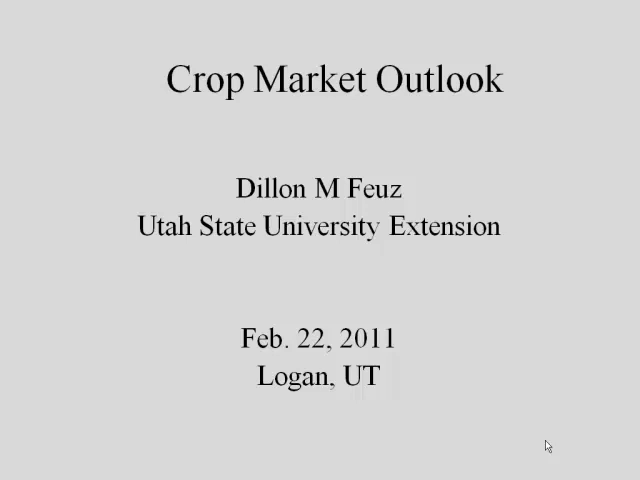 Crop Market Outlook
Dillon M Feuz
Utah State University Extension
Feb. 22, 2011
Logan, UT